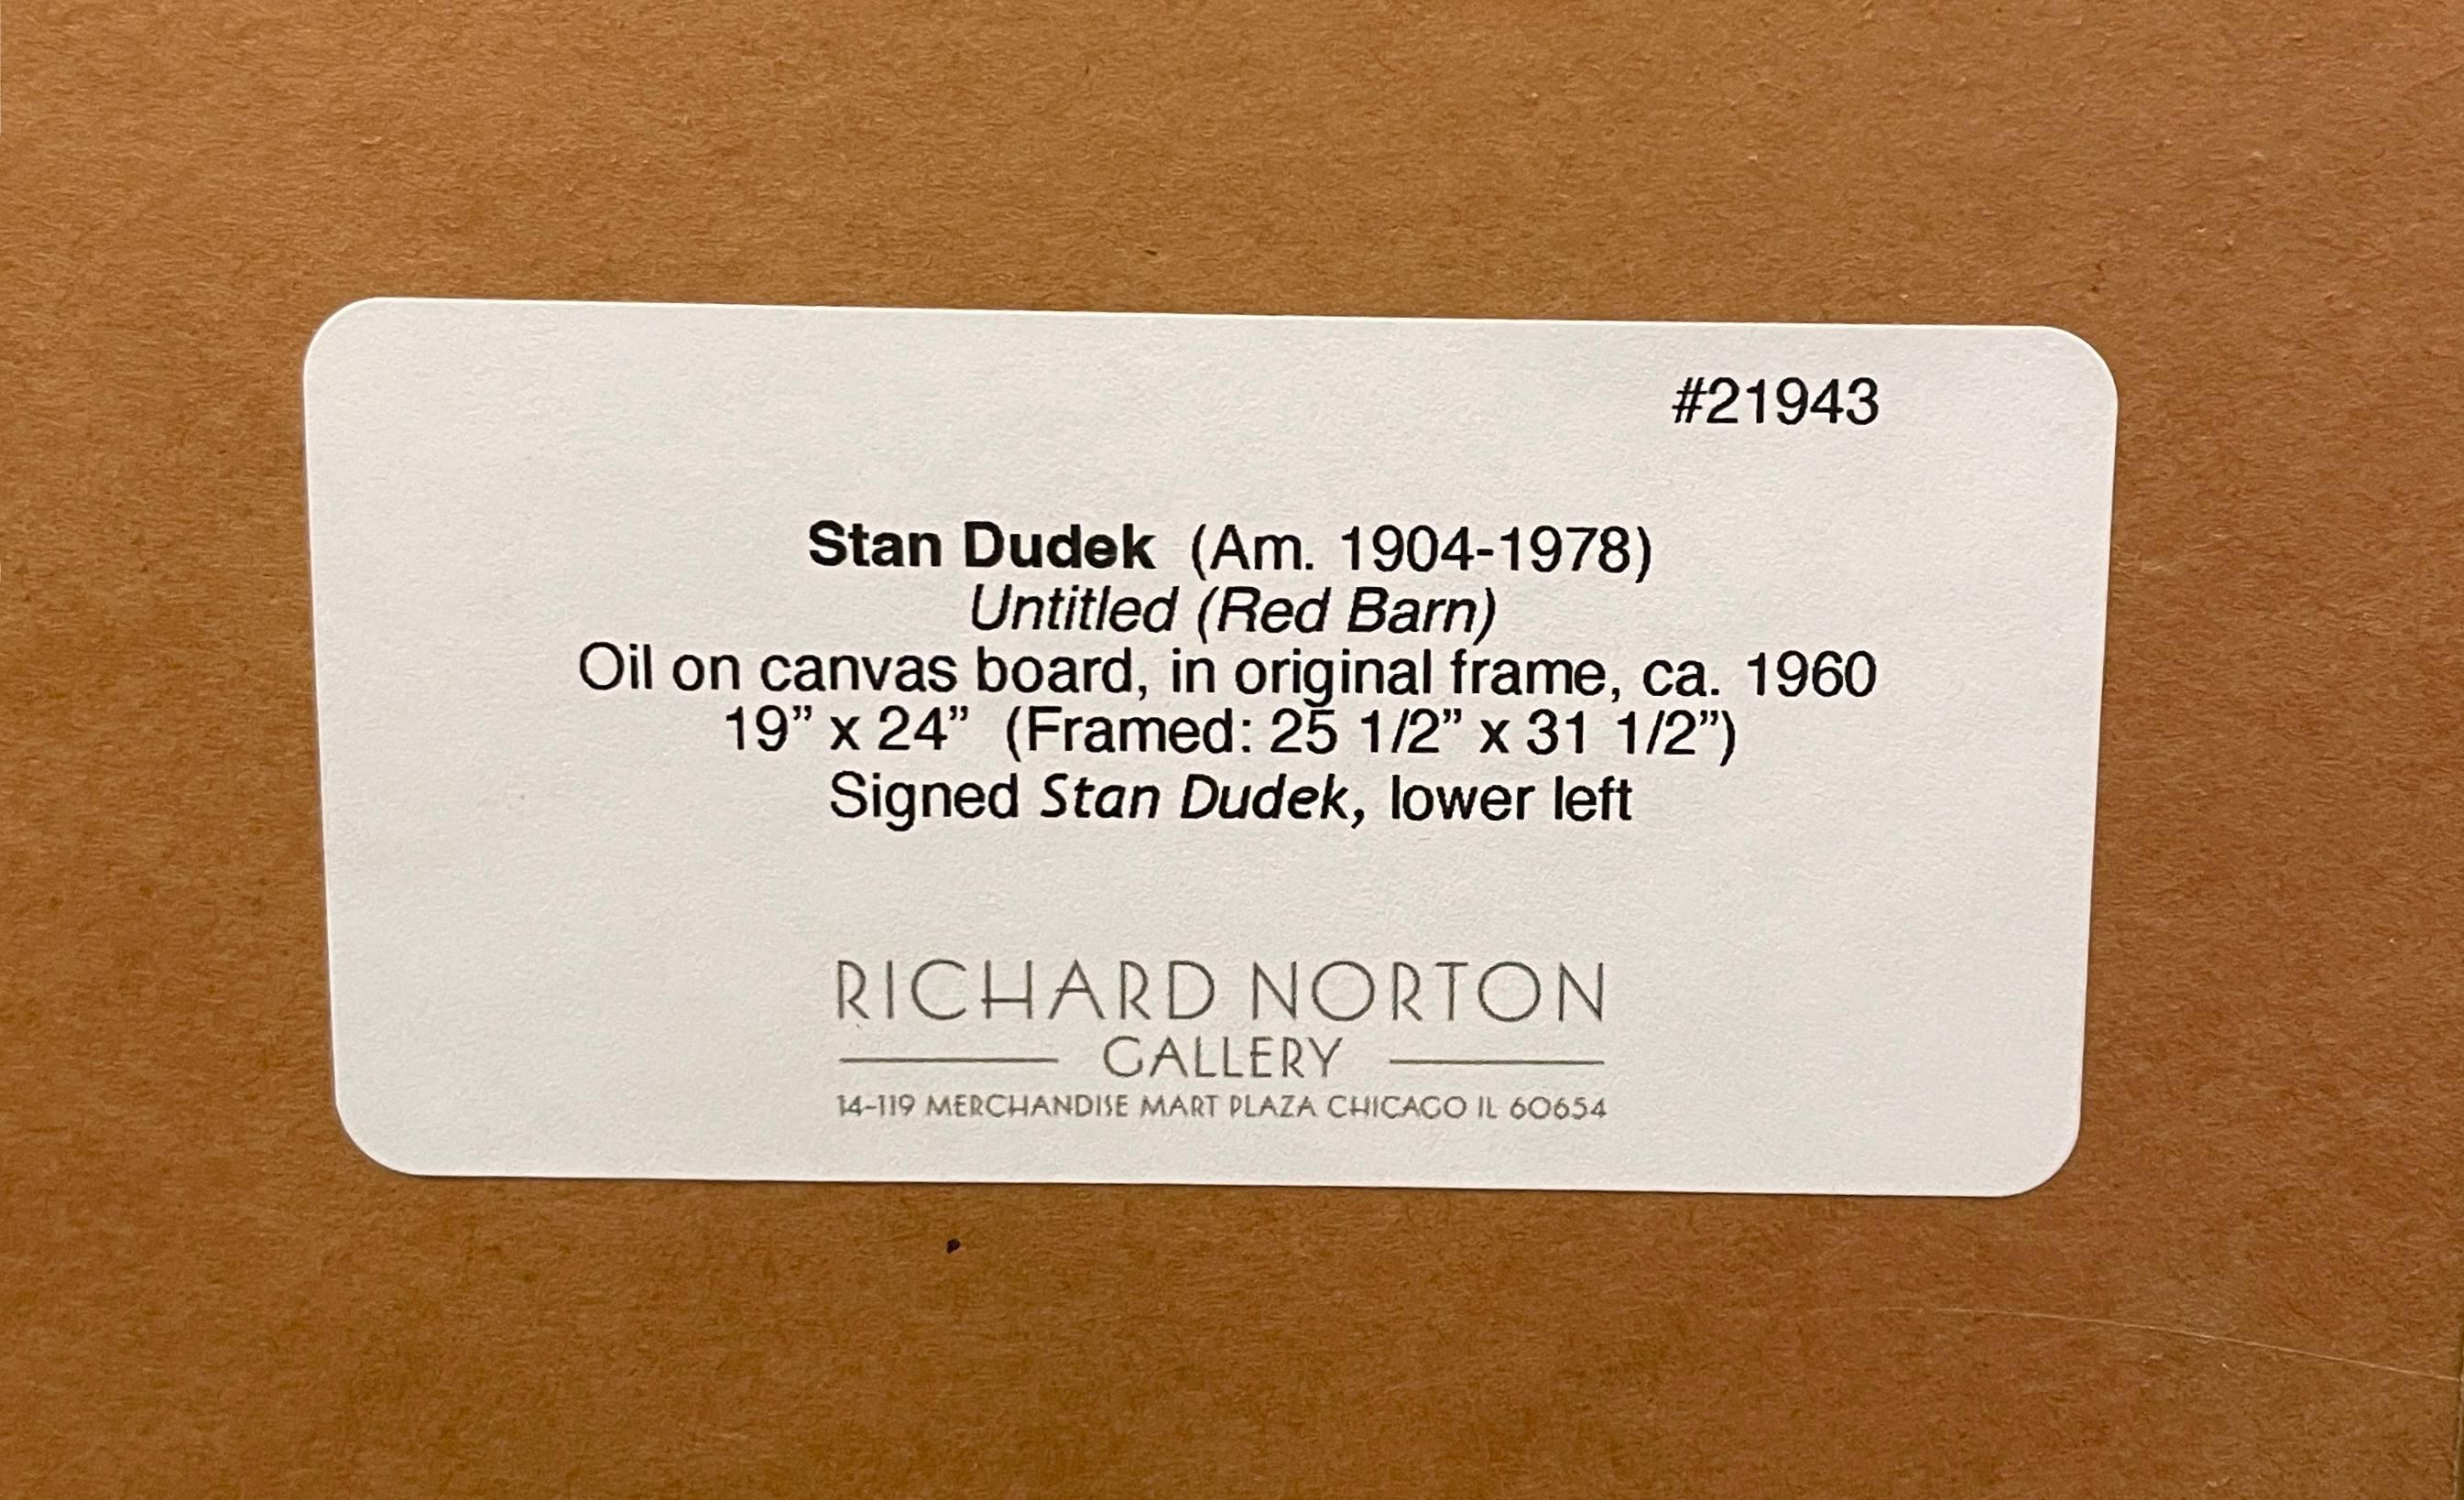 #21943
Stan Dudek (Am. 1904-1978)
Untitled (Red Barn)
Oil on canvas board, in original frame, ca. 1960
19” x 24” (Framed: 25 1/2” x 31 1/2”)
Signed Stan Dudek, lower left
RICHARD NORTON
GALLERY
14-119 MERCHANDISE MART PLAZA CHICAGO IL 60654